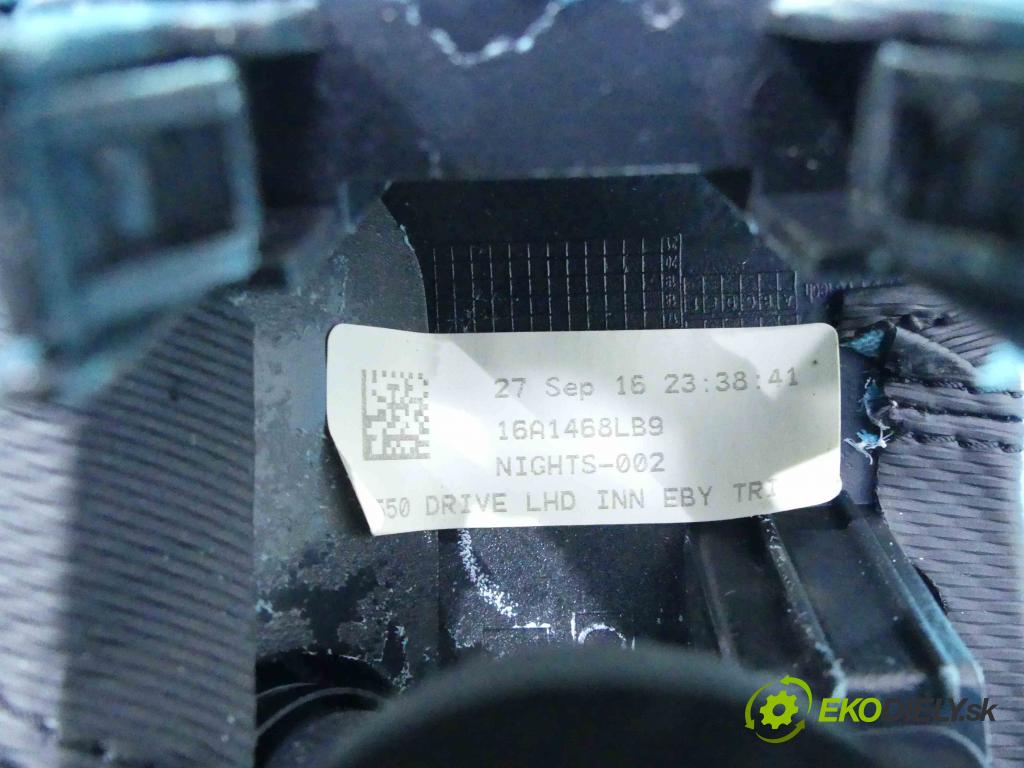 27 Sep 16 23:38:41
16A1468LB9
NIGHTS-002
550 DRIVE LHD INN EBY TRI
EKODIELY.sk